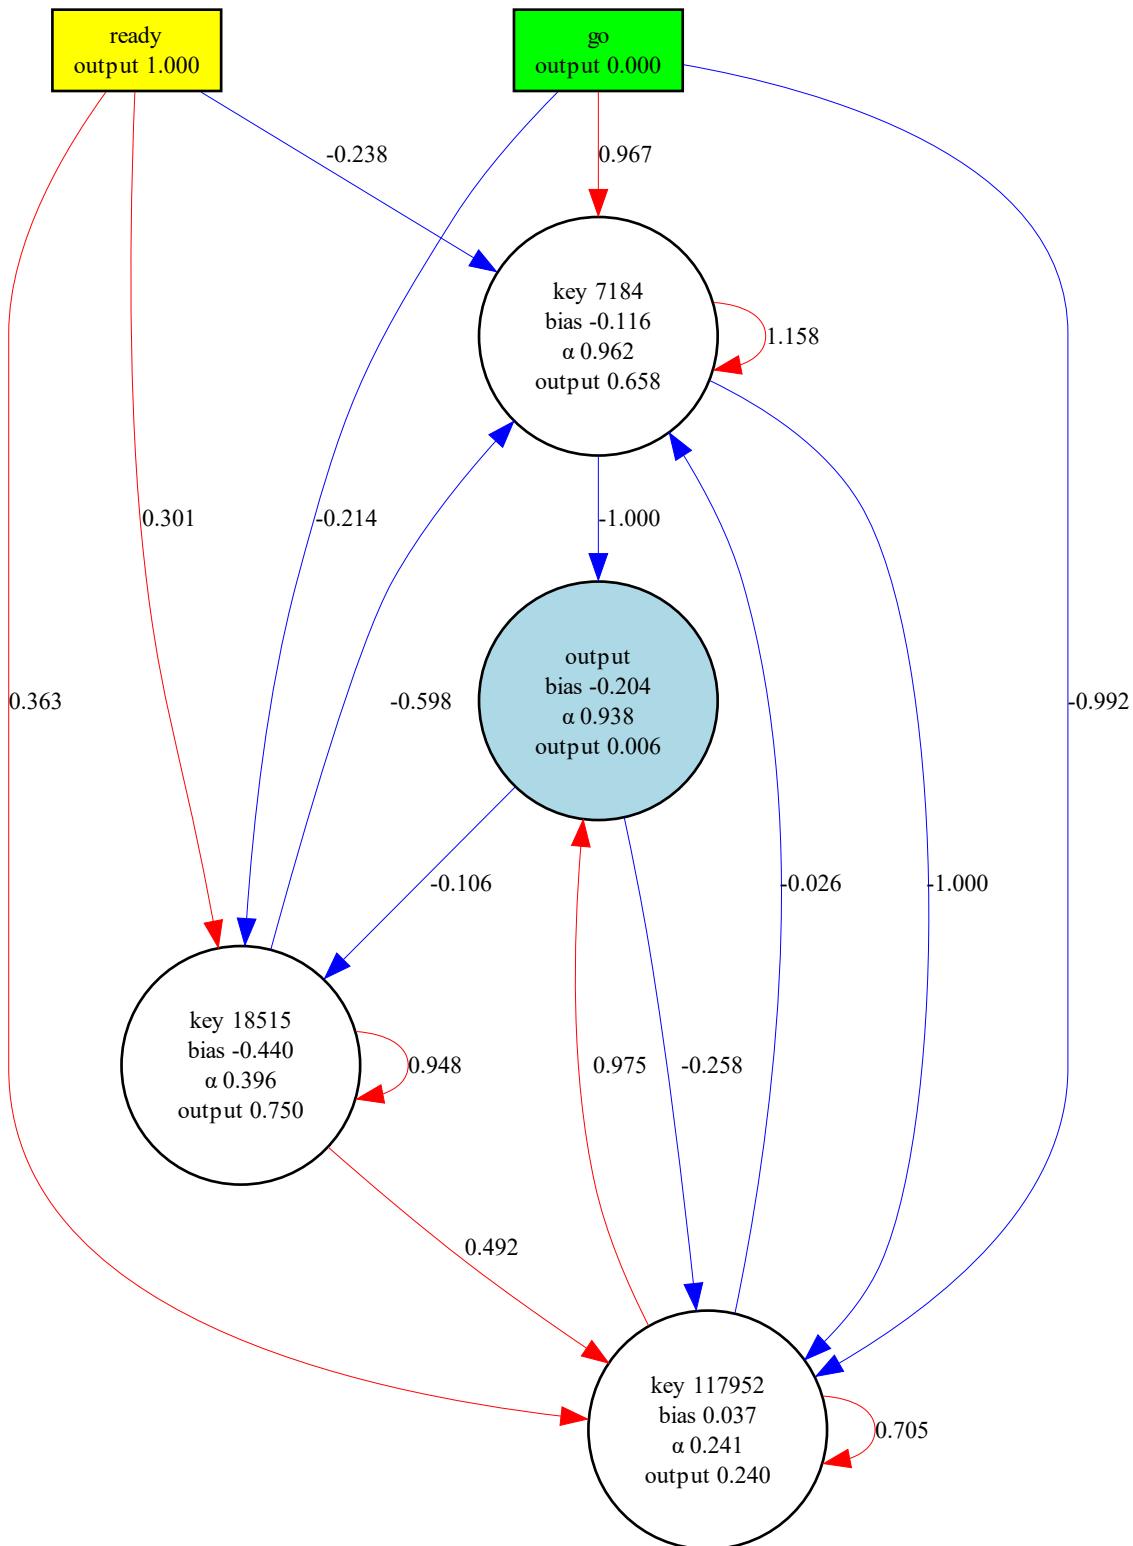 ready
output 1.000
go
output 0.000
-0.238
0.967
key 7184
bias -0.116
α 0.962
output 0.658
1.158
0.301
-0.214
-1.000
output
bias -0.204
α 0.938
output 0.006
0.363
-0.598
-0.992
-0.106
-0.026
-1.000
key 18515
bias -0.440
α 0.396
output 0.750
0.948
0.975
-0.258
0.492
key 117952
bias 0.037
α 0.241
output 0.240
0.705